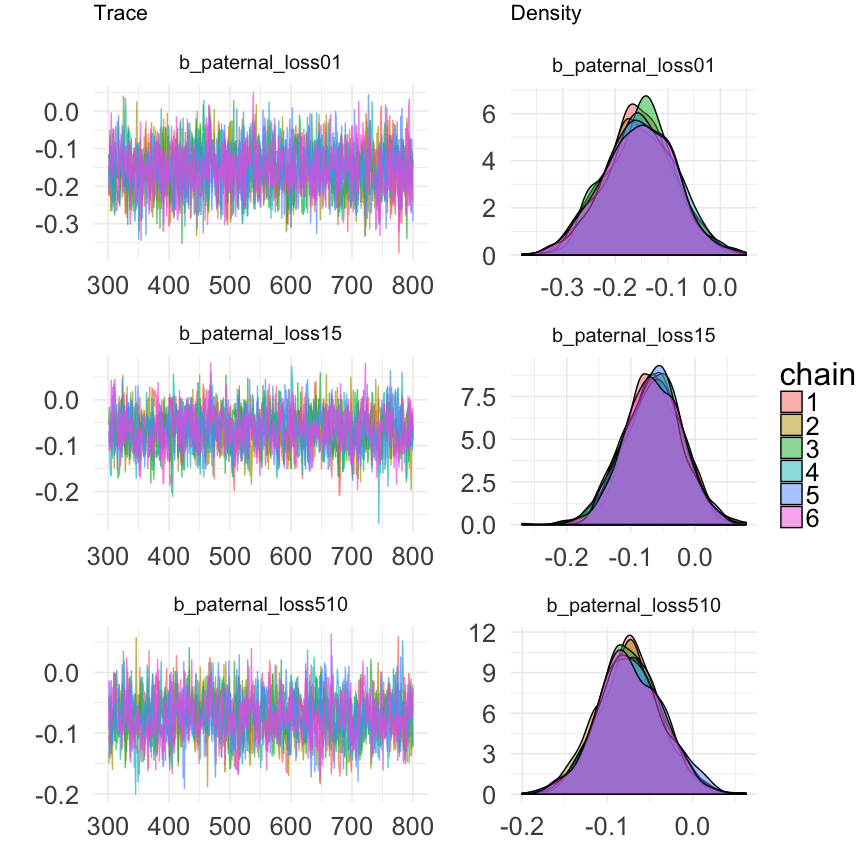 Trace
Density
b_paternal_loss01
b_paternal_loss01
0.0
-0.1
-0.2
-0.3
300 400 500 600 700 800
6
4
2
0
-0.3 -0.2 -0.1 0.0
b_paternal_loss15
b_paternal_loss15
0.0
-0.1
-0.2
300 400 500 600 700 800
7.5
5.0
2.5
0.0
-0.2 -0.1 0.0
chain
1
2
3
4
5
6
b_paternal_loss510
b_paternal_loss510
0.0
-0.1
-0.2
300 400 500 600 700 800
12
9
6
3
0
-0.2 -0.1 0.0